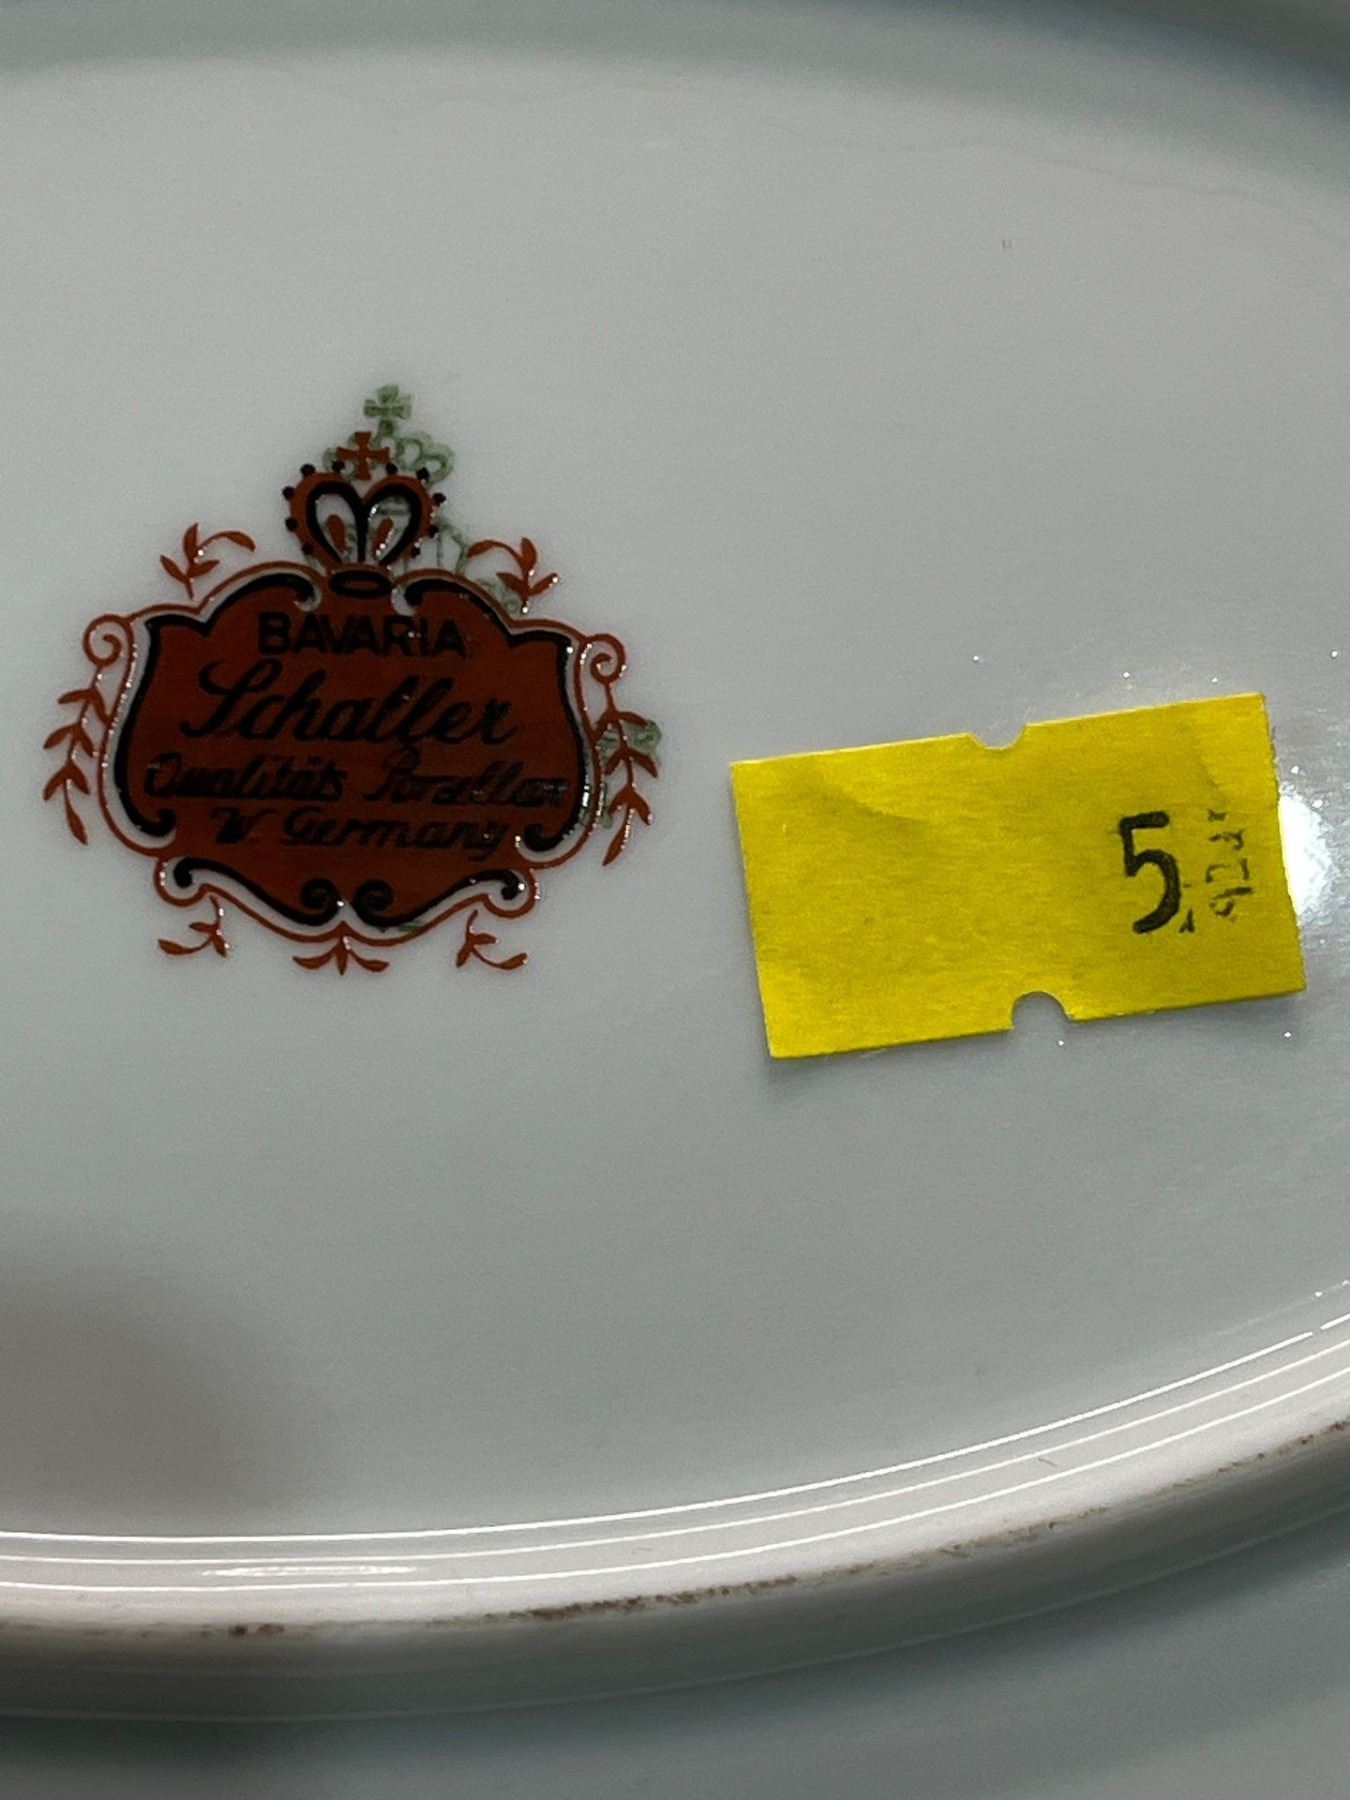 BAVARIA
Schaller
Qualitäts Porzellan
W. Germany
5